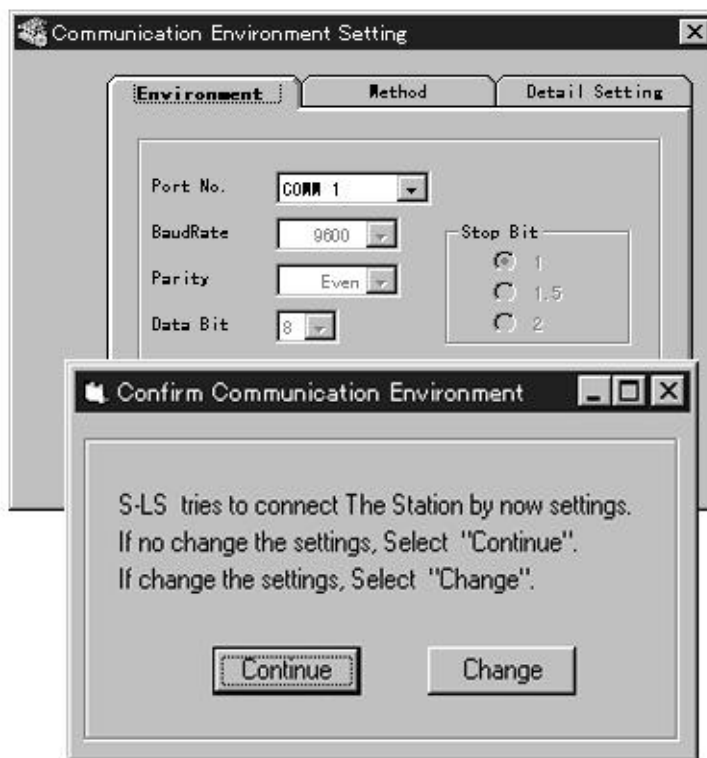 Communication Environment Setting
Environment Method Detail Setting
Port No. COMM 1
BaudRate 9600 Stop Bit
1
Parity Even 1.5
Data Bit 8 2
Confirm Communication Environment
S-LS tries to connect The Station by now settings.
If no change the settings, Select "Continue".
If change the settings, Select "Change".
Continue Change